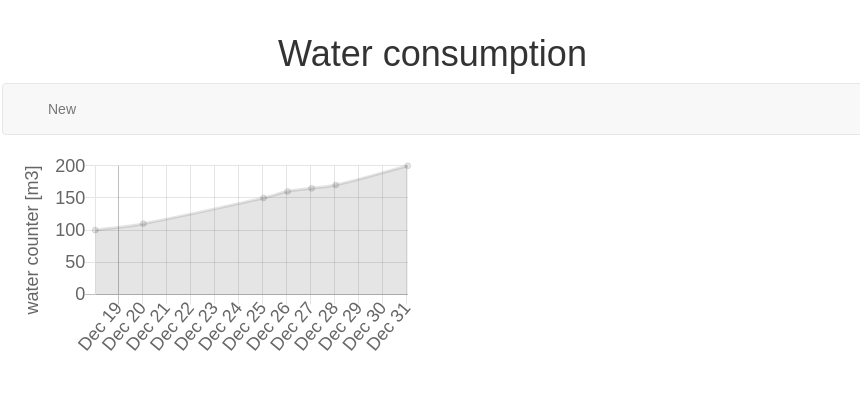 Water consumption
New
water counter [m3]
200
150
100
50
0
Dec 19
Dec 20
Dec 21
Dec 22
Dec 23
Dec 24
Dec 25
Dec 26
Dec 27
Dec 28
Dec 29
Dec 30
Dec 31